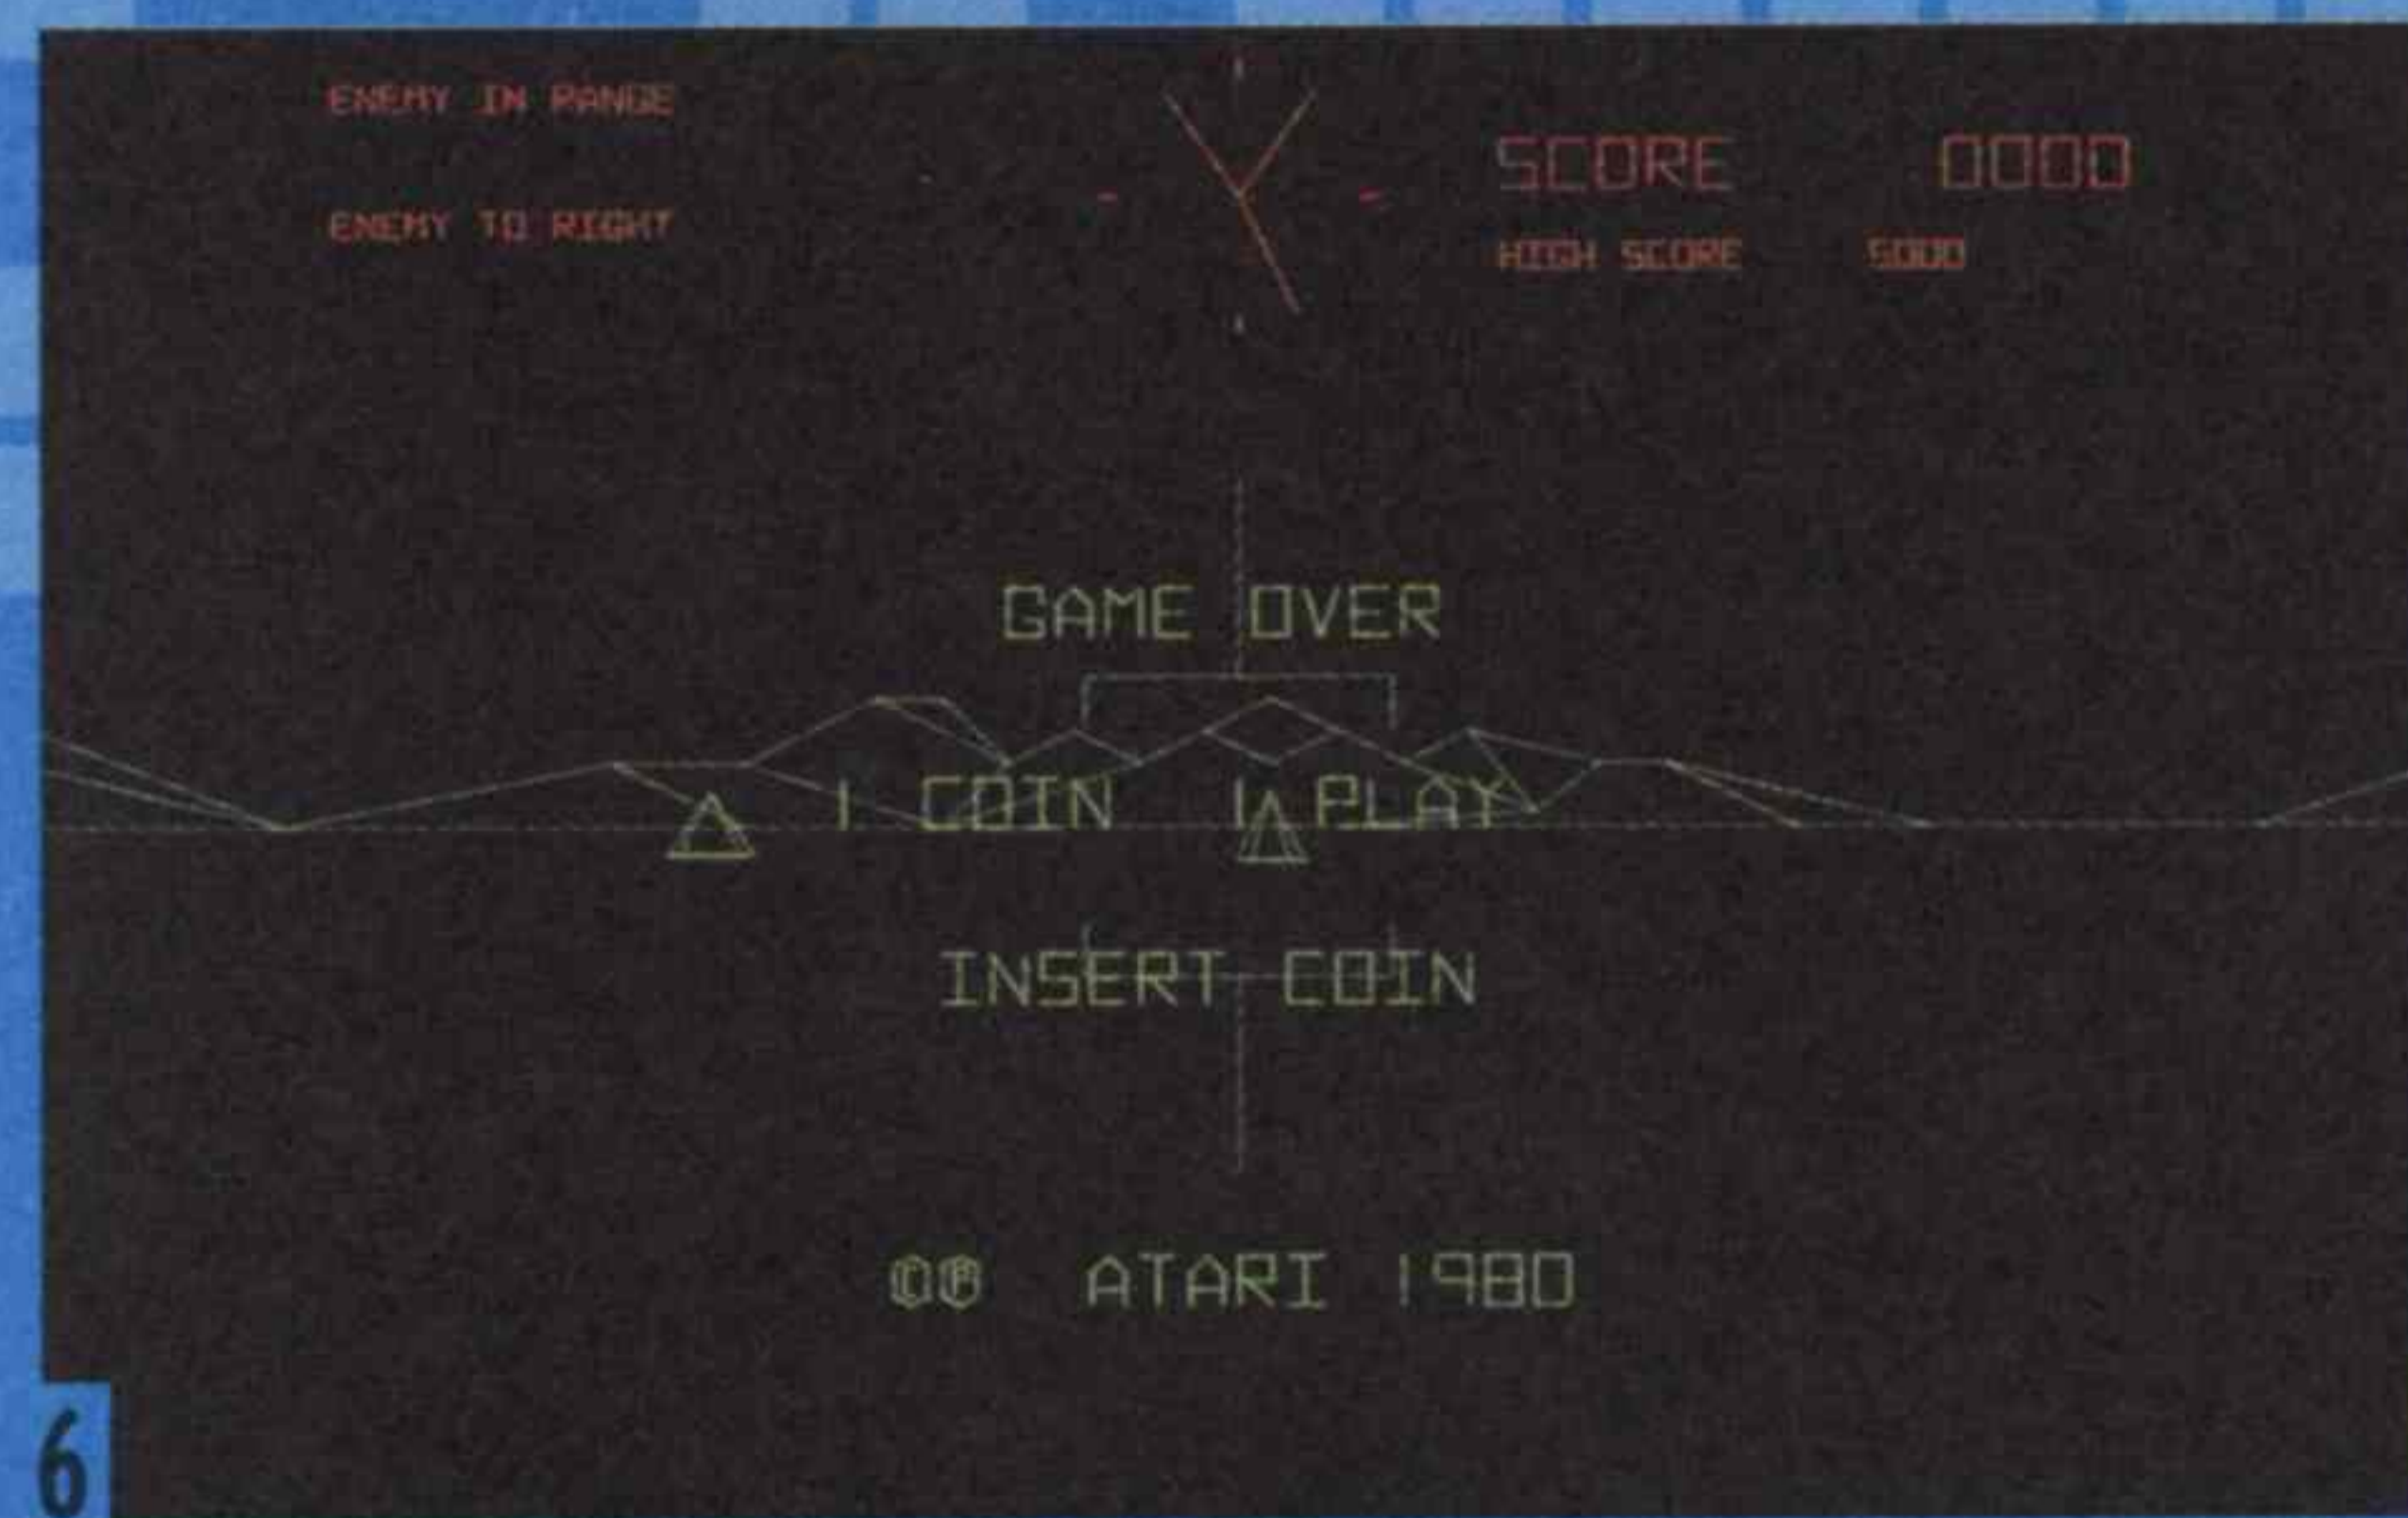 ENEMY IN RANGE
ENEMY TO RIGHT
SCORE 0000
HIGH SCORE 5000
GAME OVER
1 COIN 1 PLAY
INSERT COIN
©℗ ATARI 1980
6